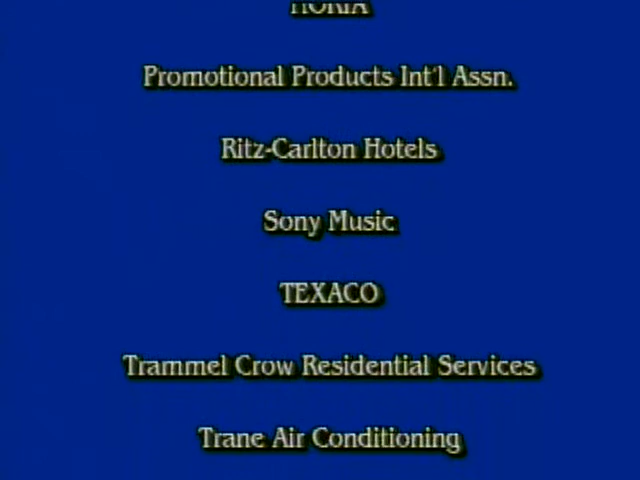 Promotional Products Int'l Assn.
Ritz-Carlton Hotels
Sony Music
TEXACO
Trammel Crow Residential Services
Trane Air Conditioning